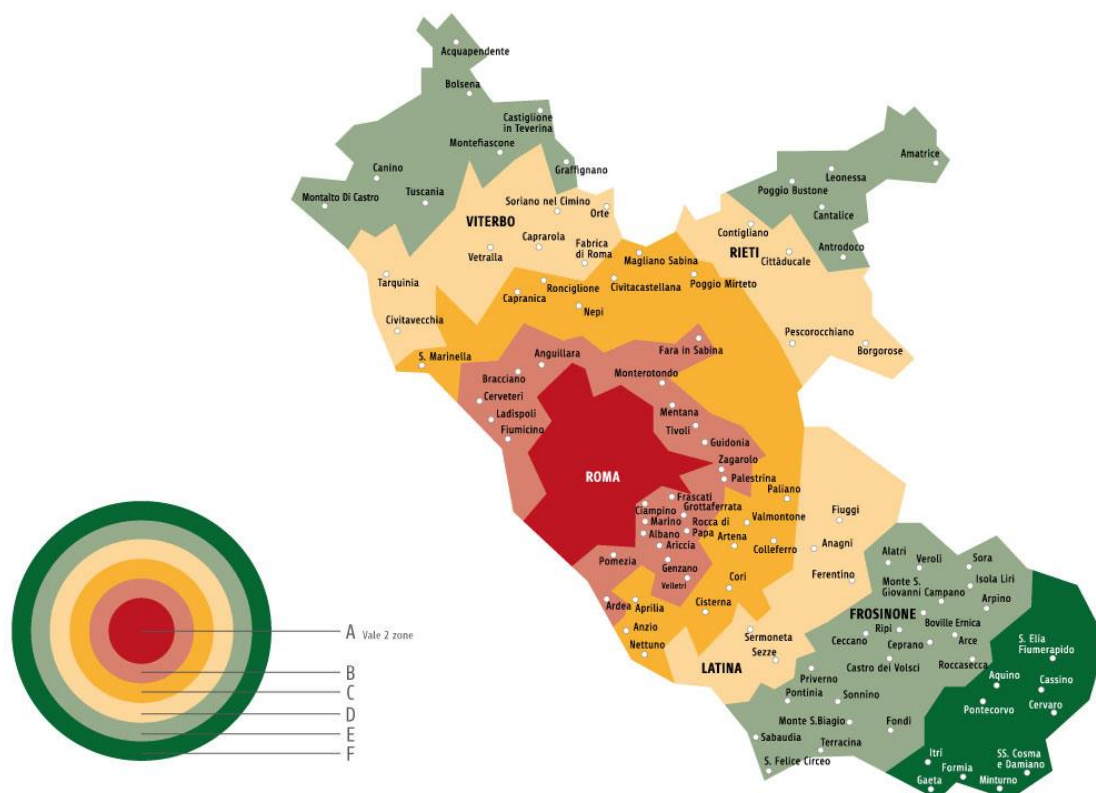 Acquapendente
Bolsena
Castiglione
in Teverina
Montefiascone
Graffignano
Canino
Montalto Di Castro
Tuscania
Amatrice
Leonessa
Poggio Bustone
Cantalice
Antrodoco
Soriano nel Cimino
Orte
VITERBO
Caprarola
Vetralla
Fabrica
di Roma
Contigliano
RIETI
Cittàducale
Magliano Sabina
Tarquinia
Ronciglione
Civitacastellana
Poggio Mirteto
Capranica
Nepi
Civitavecchia
Pescorocchiano
Borgorose
S. Marinella
Anguillara
Fara in Sabina
Bracciano
Monterotondo
Cerveteri
Ladispoli
Mentana
Fiumicino
Tivoli
Guidonia
Zagarolo
ROMA
Palestrina
Paliano
Frascati
Ciampino
Grottaferrata
Fiuggi
Marino
Rocca di
Papa
Valmontone
Albano
Artena
Ariccia
Colleferro
Anagni
Pomezia
Genzano
Velletri
Cori
Ferentino
Alatri
Veroli
Sora
Monte S.
Giovanni Campano
Isola Liri
Arpino
Ardea
Aprilia
Cisterna
FROSINONE
Anzio
Sermoneta
Ripi
Boville Ernica
Nettuno
Sezze
Ceccano
Ceprano
Arce
S. Elia
Fiumerapido
LATINA
Castro dei Volsci
Roccasecca
Priverno
Aquino
Cassino
Pontinia
Sonnino
Pontecorvo
Cervaro
Monte S.Biagio
Fondi
Sabaudia
Terracina
S. Felice Circeo
Itri
Formia
SS. Cosma
e Damiano
Gaeta
Minturno
A Vale 2 zone
B
C
D
E
F